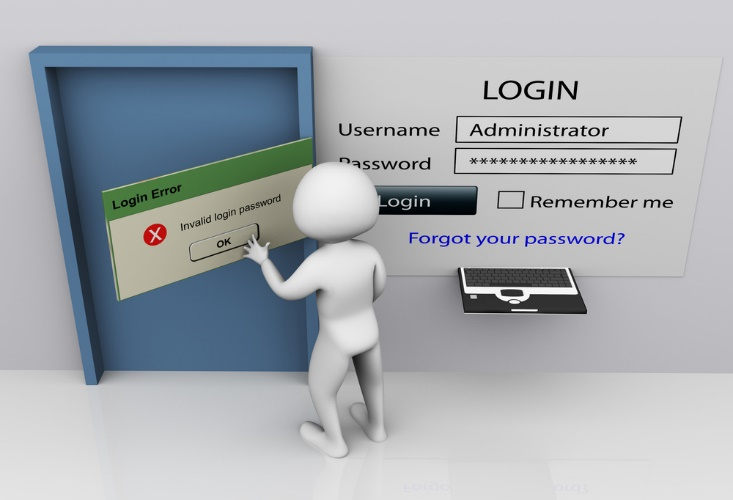 LOGIN
Username Administrator
Password *****************
Login Remember me
Forgot your password?
Login Error
X Invalid login password
OK